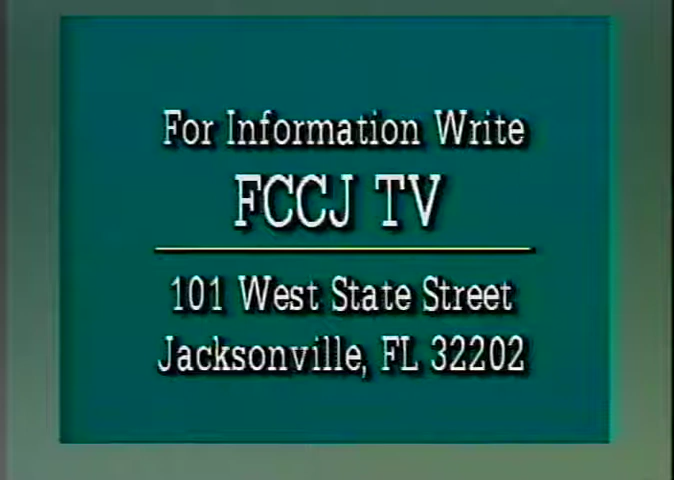 For Information Write
FCCJ TV
101 West State Street
Jacksonville, FL 32202